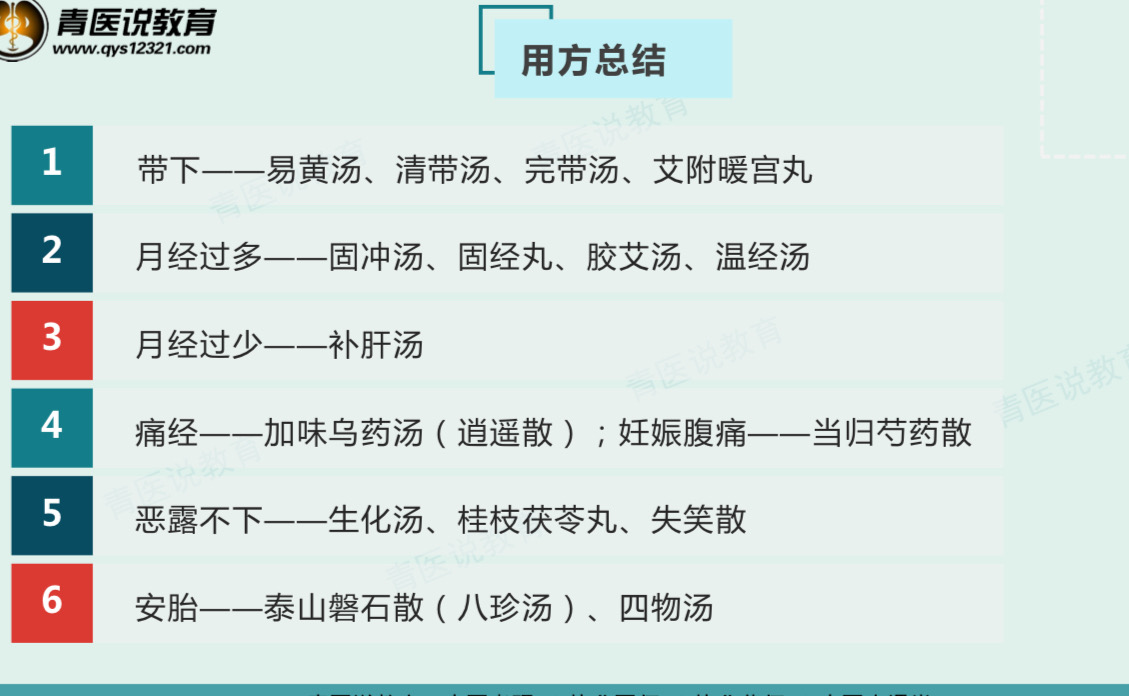 青医说教育
www.qys12321.com
用方总结
1
带下——易黄汤、清带汤、完带汤、艾附暖宫丸
2
月经过多——固冲汤、固经丸、胶艾汤、温经汤
3
月经过少——补肝汤
4
痛经——加味乌药汤（逍遥散）；妊娠腹痛——当归芍药散
5
恶露不下——生化汤、桂枝茯苓丸、失笑散
6
安胎——泰山磐石散（八珍汤）、四物汤
青医说教育
青医说教育
青医说教育
青医说教育
青医说教育
青医说教育